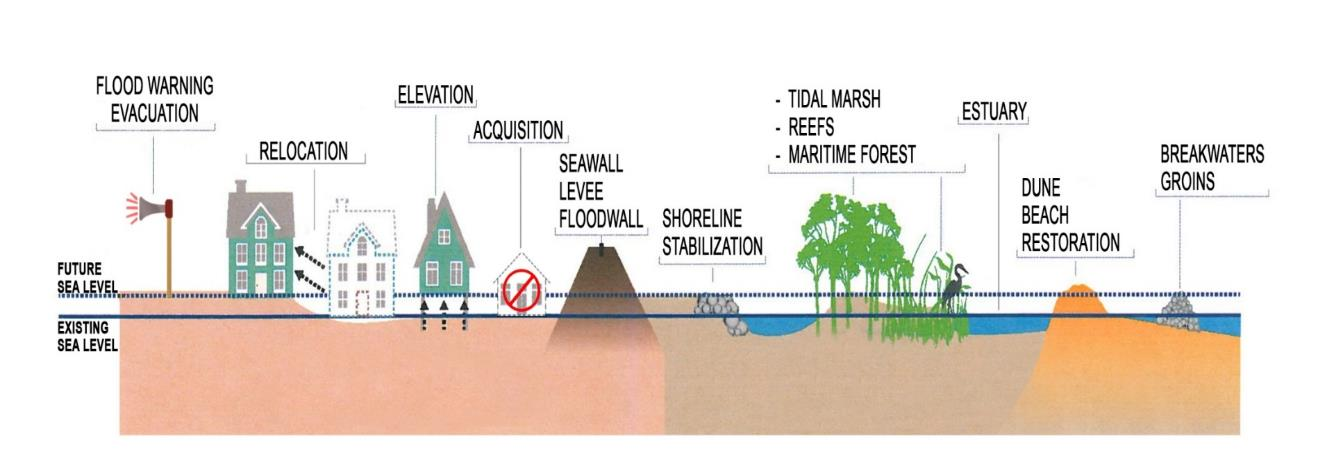 FLOOD WARNING
EVACUATION
RELOCATION
ELEVATION
ACQUISITION
SEAWALL
LEVEE
FLOODWALL
SHORELINE
STABILIZATION
- TIDAL MARSH
- REEFS
- MARITIME FOREST
ESTUARY
DUNE
BEACH
RESTORATION
BREAKWATERS
GROINS
FUTURE
SEA LEVEL
EXISTING
SEA LEVEL